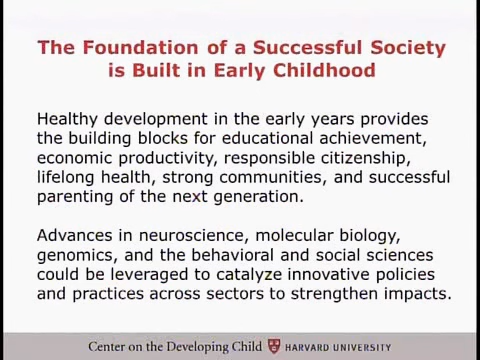 The Foundation of a Successful Society
is Built in Early Childhood
Healthy development in the early years provides
the building blocks for educational achievement,
economic productivity, responsible citizenship,
lifelong health, strong communities, and successful
parenting of the next generation.
Advances in neuroscience, molecular biology,
genomics, and the behavioral and social sciences
could be leveraged to catalyze innovative policies
and practices across sectors to strengthen impacts.
Center on the Developing Child HARVARD UNIVERSITY